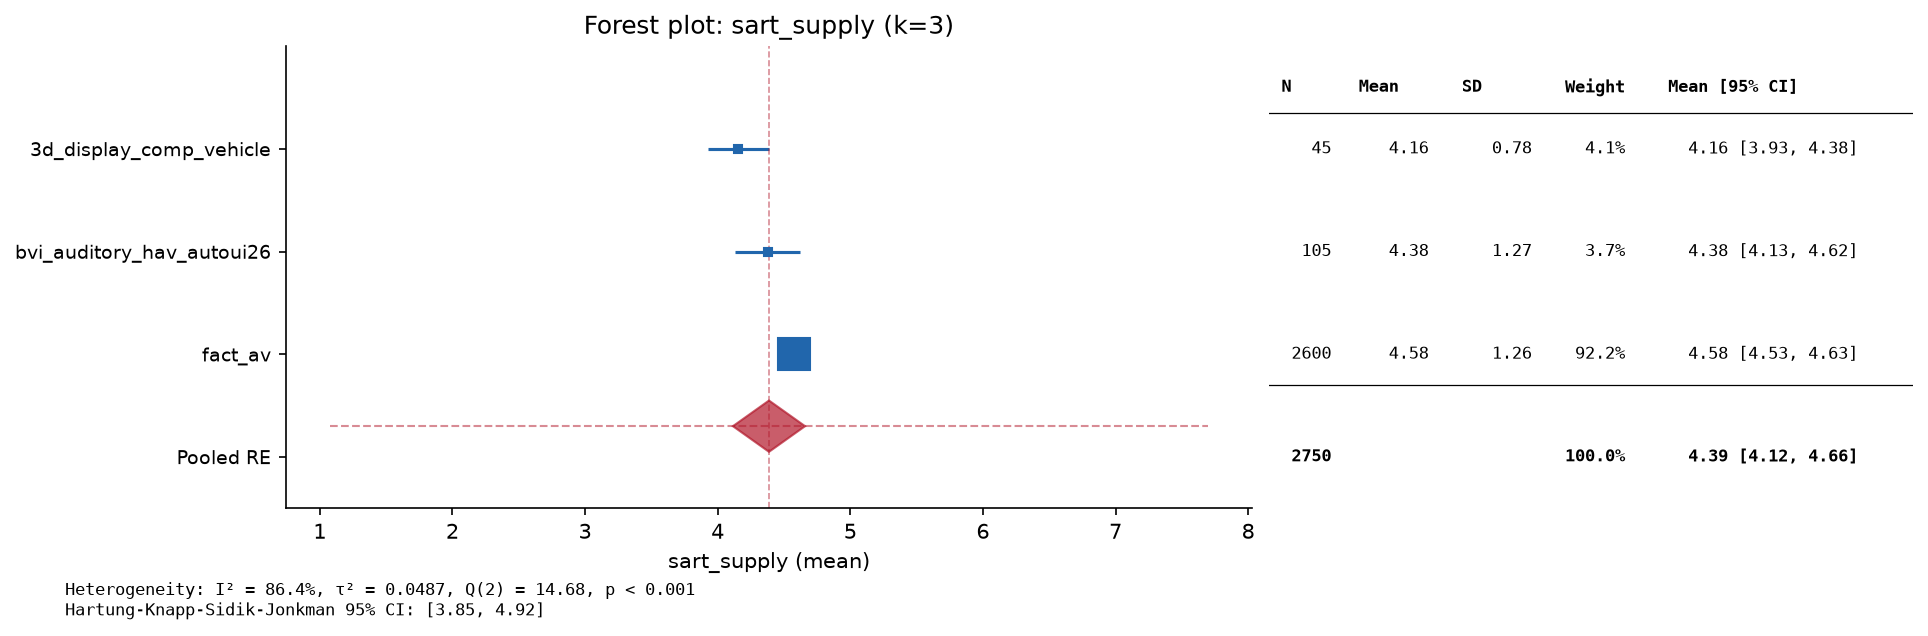 Forest plot: sart_supply (k=3)
N Mean SD Weight Mean [95% CI]
3d_display_comp_vehicle 45 4.16 0.78 4.1% 4.16 [3.93, 4.38]
bvi_auditory_hav_autoui26 105 4.38 1.27 3.7% 4.38 [4.13, 4.62]
fact_av 2600 4.58 1.26 92.2% 4.58 [4.53, 4.63]
Pooled RE 2750 100.0% 4.39 [4.12, 4.66]
1 2 3 4 5 6 7 8
sart_supply (mean)
Heterogeneity: I² = 86.4%, τ² = 0.0487, Q(2) = 14.68, p < 0.001
Hartung-Knapp-Sidik-Jonkman 95% CI: [3.85, 4.92]